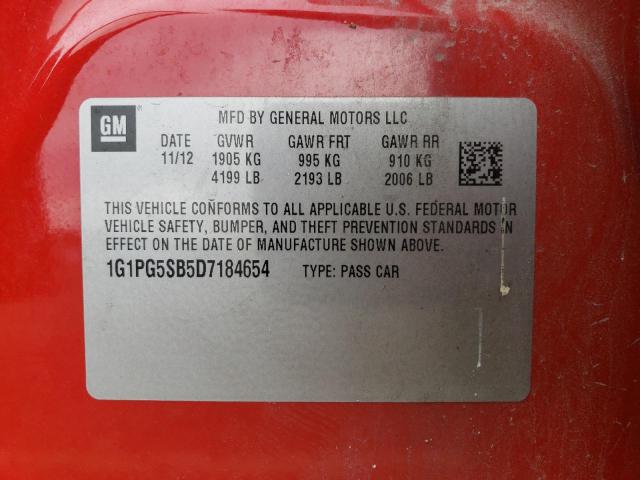 GM
MFD BY GENERAL MOTORS LLC
DATE GVWR GAWR FRT GAWR RR
11/12 1905 KG 995 KG 910 KG
4199 LB 2193 LB 2006 LB
THIS VEHICLE CONFORMS TO ALL APPLICABLE U.S. FEDERAL MOTOR
VEHICLE SAFETY, BUMPER, AND THEFT PREVENTION STANDARDS IN
EFFECT ON THE DATE OF MANUFACTURE SHOWN ABOVE.
1G1PG5SB5D7184654 TYPE: PASS CAR